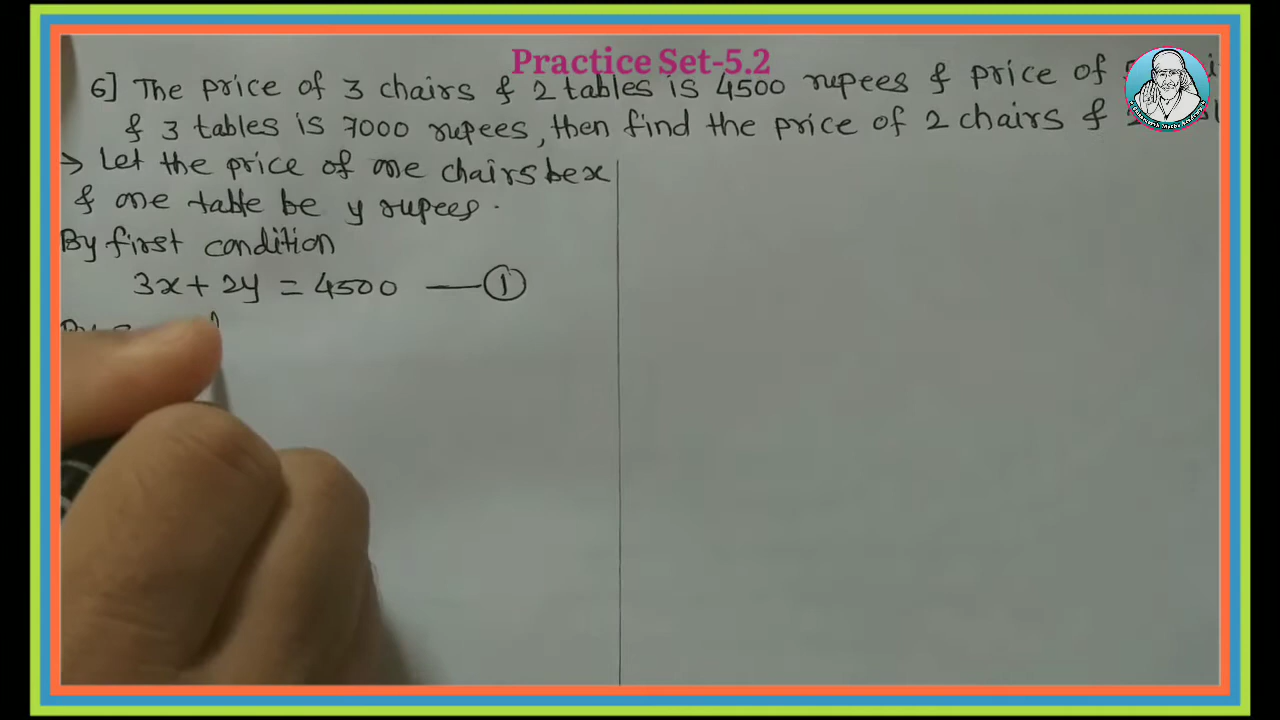 Practice Set-5.2
6] The price of 3 chairs & 2 tables is 4500 rupees & price of
& 3 tables is 7000 rupees, then find the price of 2 chairs &
→ Let the price of one chairs be x
& one table be y rupees.
By first condition
3x + 2y = 4500 — ①
By